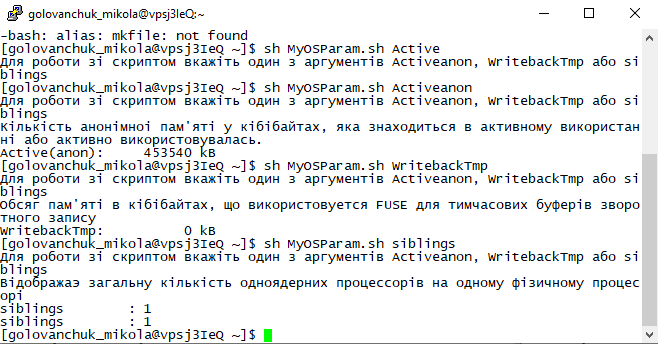 golovanchuk_mikola@vpsj3IeQ:~
-bash: alias: mkfile: not found
[golovanchuk_mikola@vpsj3IeQ ~]$ sh MyOSParam.sh Active
Для роботи зі скриптом вкажіть один з аргументів Activeanon, WritebackTmp або si
blings
[golovanchuk_mikola@vpsj3IeQ ~]$ sh MyOSParam.sh Activeanon
Для роботи зі скриптом вкажіть один з аргументів Activeanon, WritebackTmp або si
blings
Кількість анонімної пам'яті у кібібайтах, яка знаходиться в активному використан
ні або активно використовувалась.
Active(anon):     453540 kB
[golovanchuk_mikola@vpsj3IeQ ~]$ sh MyOSParam.sh WritebackTmp
Для роботи зі скриптом вкажіть один з аргументів Activeanon, WritebackTmp або si
blings
Обсяг пам'яті в кібібайтах, що використовуется FUSE для тимчасових буферів зворо
тного запису
WritebackTmp:          0 kB
[golovanchuk_mikola@vpsj3IeQ ~]$ sh MyOSParam.sh siblings
Для роботи зі скриптом вкажіть один з аргументів Activeanon, WritebackTmp або si
blings
Відображаэ загальну кількість одноядерних процессорів на одному фізичному процес
орі
siblings        : 1
siblings        : 1
[golovanchuk_mikola@vpsj3IeQ ~]$